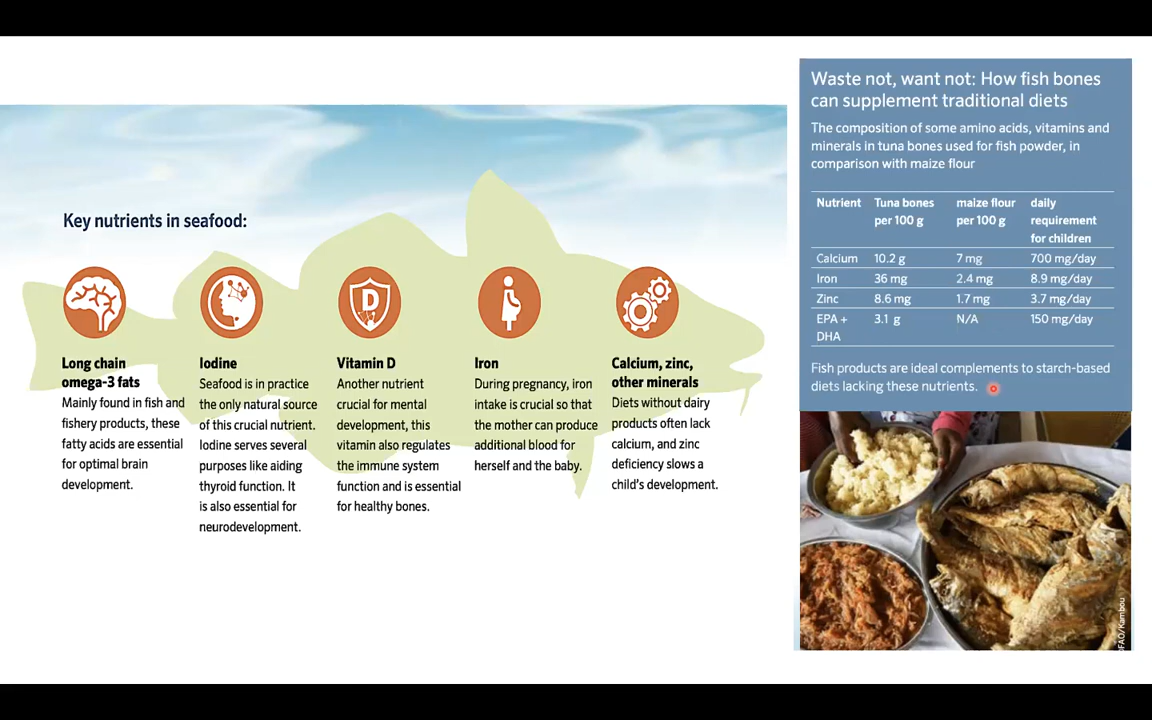 Key nutrients in seafood:
Long chain
omega-3 fats
Mainly found in fish and
fishery products, these
fatty acids are essential
for optimal brain
development.
Iodine
Seafood is in practice
the only natural source
of this crucial nutrient.
Iodine serves several
purposes like aiding
thyroid function. It
is also essential for
neurodevelopment.
D
Vitamin D
Another nutrient
crucial for mental
development, this
vitamin also regulates
the immune system
function and is essential
for healthy bones.
Iron
During pregnancy, iron
intake is crucial so that
the mother can produce
additional blood for
herself and the baby.
Calcium, zinc,
other minerals
Diets without dairy
products often lack
calcium, and zinc
deficiency slows a
child's development.
Waste not, want not: How fish bones
can supplement traditional diets
The composition of some amino acids, vitamins and
minerals in tuna bones used for fish powder, in
comparison with maize flour
Nutrient Tuna bones per 100 g maize flour per 100 g daily requirement for children
Calcium 10.2 g 7 mg 700 mg/day
Iron 36 mg 2.4 mg 8.9 mg/day
Zinc 8.6 mg 1.7 mg 3.7 mg/day
EPA + DHA 3.1 g N/A 150 mg/day
Fish products are ideal complements to starch-based
diets lacking these nutrients.
FAO/Kambou